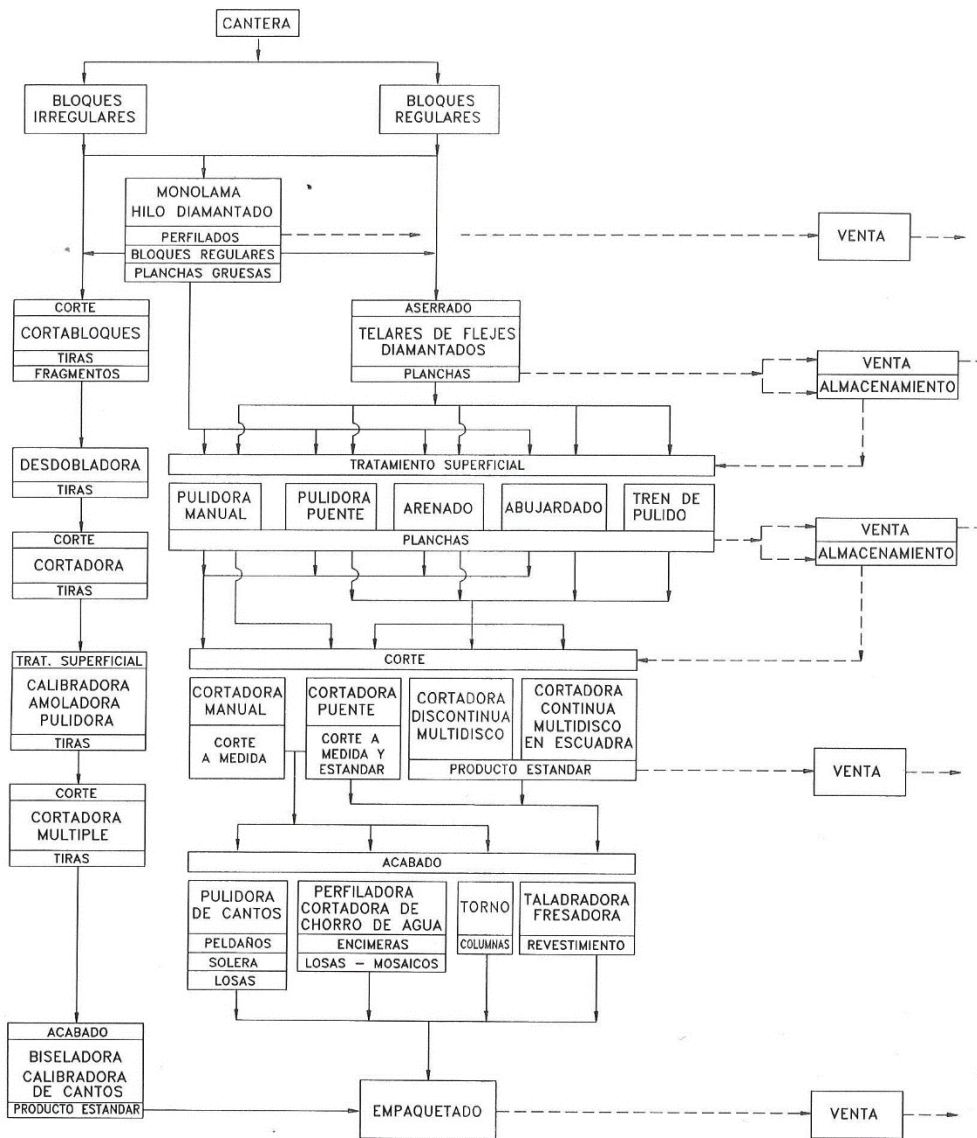 CANTERA
BLOQUES
IRREGULARES
BLOQUES
REGULARES
MONOLAMA
HILO DIAMANTADO
PERFILADOS
BLOQUES REGULARES
PLANCHAS GRUESAS
VENTA
CORTE
CORTABLOQUES
TIRAS
FRAGMENTOS
ASERRADO
TELARES DE FLEJES
DIAMANTADOS
PLANCHAS
VENTA
ALMACENAMIENTO
DESDOBLADORA
TIRAS
TRATAMIENTO SUPERFICIAL
PULIDORA
MANUAL
PULIDORA
PUENTE
ARENADO
ABUJARDADO
TREN DE
PULIDO
PLANCHAS
VENTA
ALMACENAMIENTO
CORTE
CORTADORA
TIRAS
TRAT. SUPERFICIAL
CALIBRADORA
AMOLADORA
PULIDORA
TIRAS
CORTE
CORTADORA
MANUAL
CORTE
A MEDIDA
CORTADORA
PUENTE
CORTE A
MEDIDA Y
ESTANDAR
CORTADORA
DISCONTINUA
MULTIDISCO
CORTADORA
CONTINUA
MULTIDISCO
EN ESCUADRA
PRODUCTO ESTANDAR
VENTA
CORTE
CORTADORA
MULTIPLE
TIRAS
ACABADO
PULIDORA
DE CANTOS
PELDAÑOS
SOLERA
LOSAS
PERFILADORA
CORTADORA DE
CHORRO DE AGUA
ENCIMERAS
LOSAS – MOSAICOS
TORNO
COLUMNAS
TALADRADORA
FRESADORA
REVESTIMIENTO
ACABADO
BISELADORA
CALIBRADORA
DE CANTOS
PRODUCTO ESTANDAR
EMPAQUETADO
VENTA